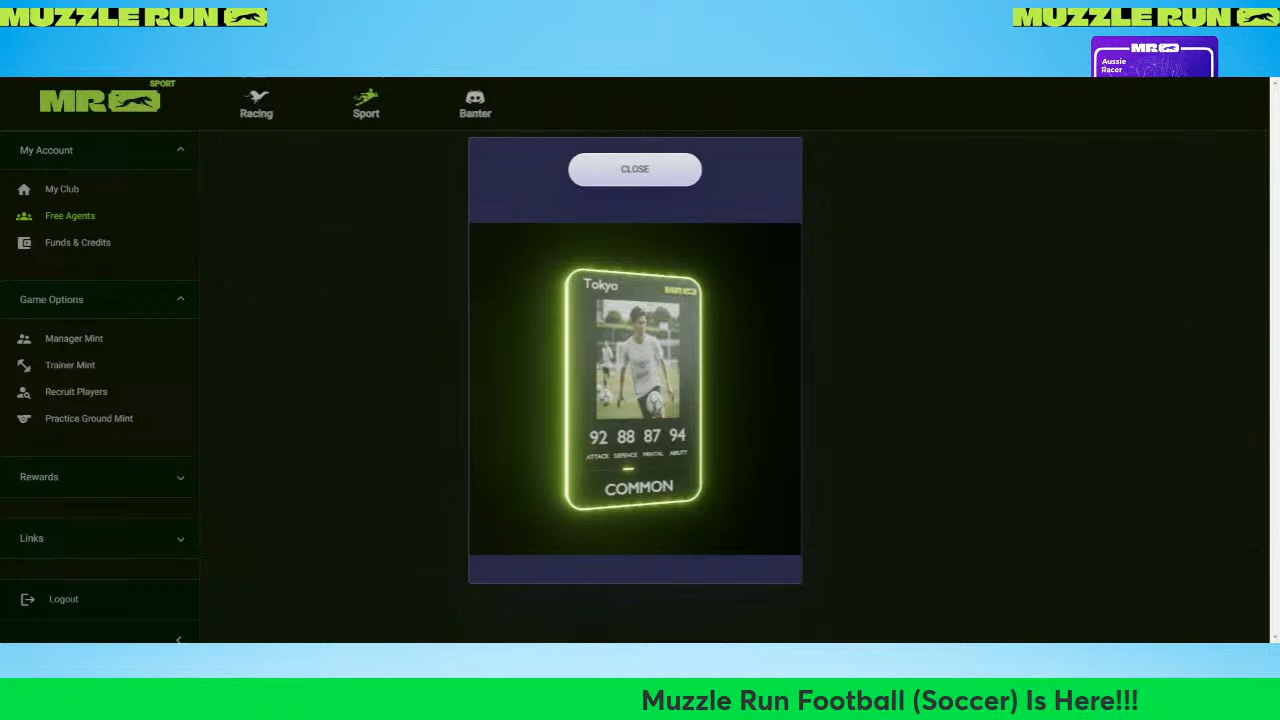 MUZZLE RUN
MUZZLE RUN
MR
Aussie
Racer
MR
SPORT
Racing
Sport
Banter
My Account
My Club
Free Agents
Funds & Credits
Game Options
Manager Mint
Trainer Mint
Recruit Players
Practice Ground Mint
Rewards
Links
Logout
CLOSE
Tokyo
92 88 87 94
ATTACK DEFENCE MENTAL ABILITY
COMMON
Muzzle Run Football (Soccer) Is Here!!!